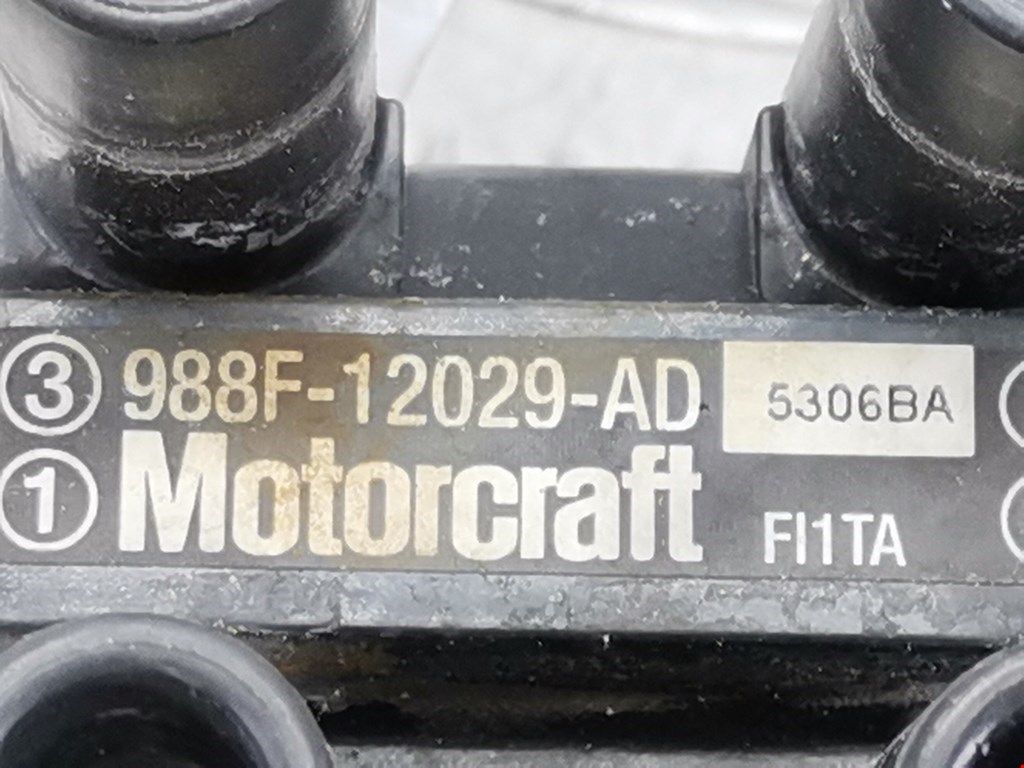 3 988F-12029-AD 5306BA
1 Motorcraft FI1TA